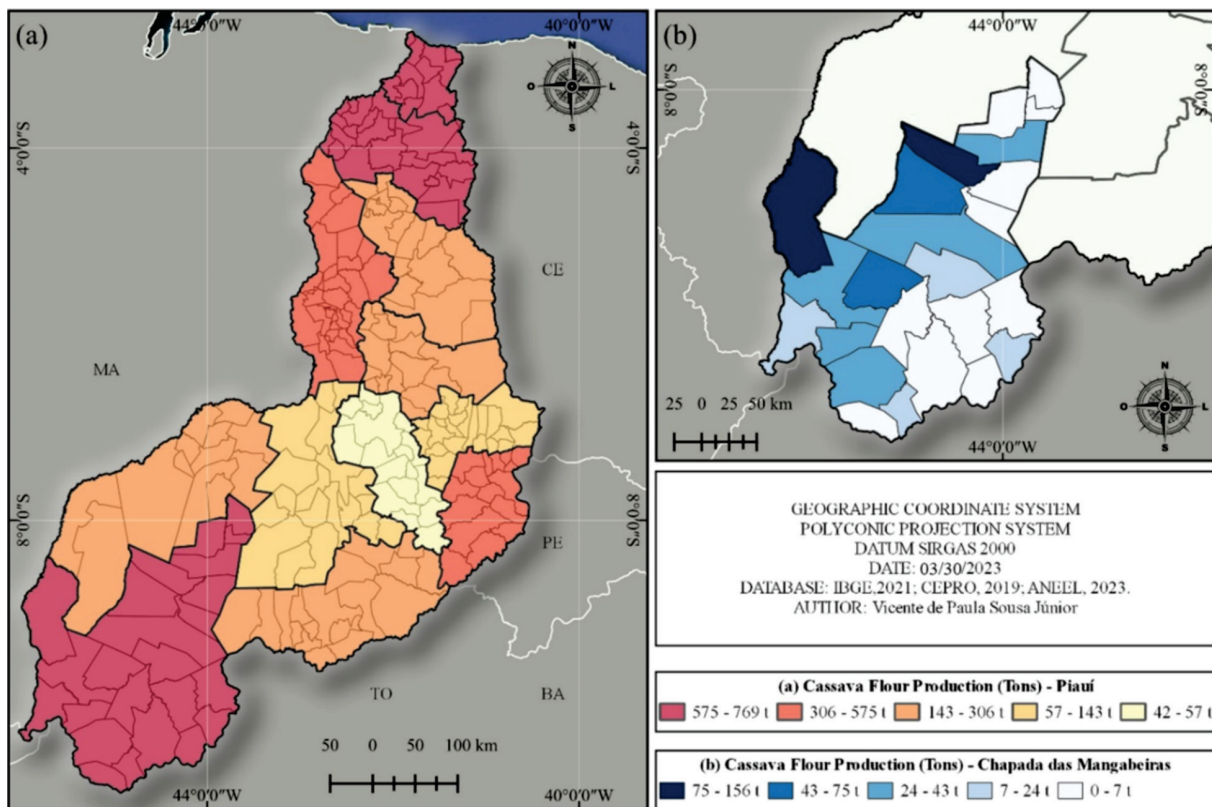 (a)
44°0'0"W
40°0'0"W
N
O
L
S
4°0'0"S
4°0'0"S
CE
MA
8°0'0"S
8°0'0"S
PE
TO
BA
50 0 50 100 km
44°0'0"W
40°0'0"W
(b)
44°0'0"W
8°0'0"S
8°0'0"S
25 0 25 50 km
N
O
L
S
44°0'0"W
GEOGRAPHIC COORDINATE SYSTEM
POLYCONIC PROJECTION SYSTEM
DATUM SIRGAS 2000
DATE: 03/30/2023
DATABASE: IBGE,2021; CEPRO, 2019; ANEEL, 2023.
AUTHOR: Vicente de Paula Sousa Júnior
(a) Cassava Flour Production (Tons) - Piauí
575 - 769 t 306 - 575 t 143 - 306 t 57 - 143 t 42 - 57 t
(b) Cassava Flour Production (Tons) - Chapada das Mangabeiras
75 - 156 t 43 - 75 t 24 - 43 t 7 - 24 t 0 - 7 t